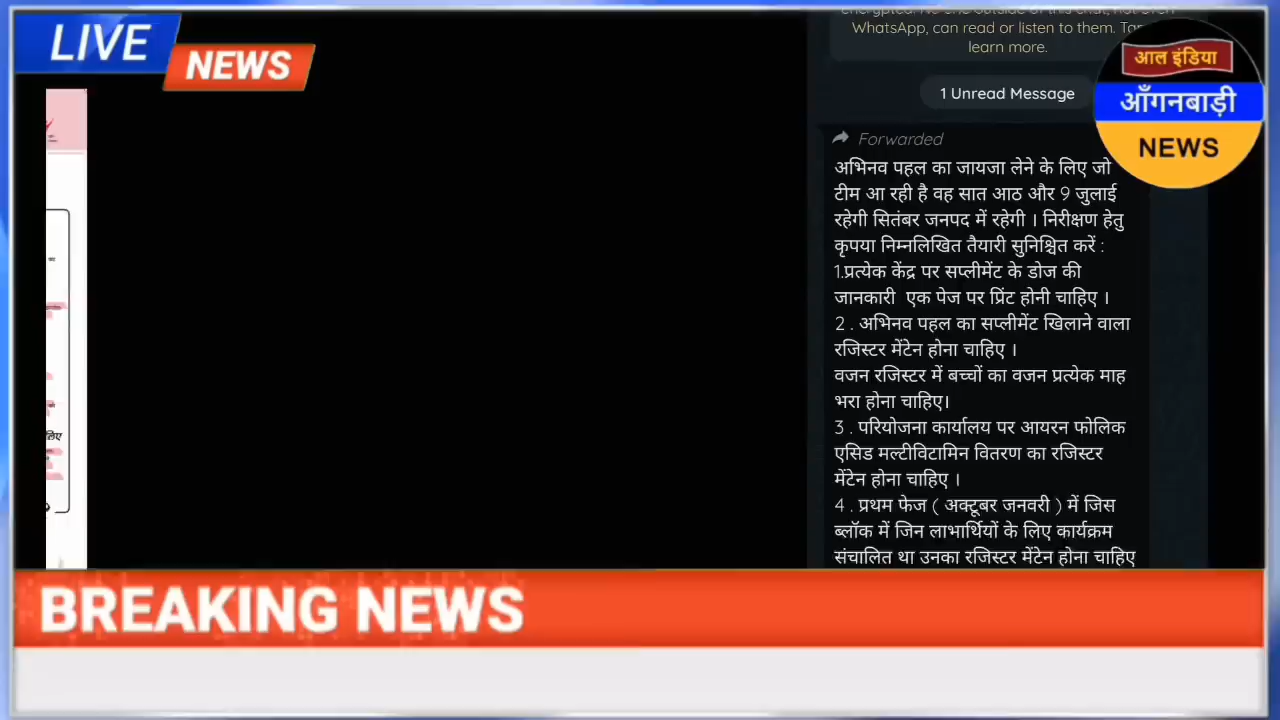 LIVE
NEWS
WhatsApp, can read or listen to them.
learn more.
1 Unread Message
आल इंडिया
आँगनबाड़ी
NEWS
Forwarded
अभिनव पहल का जायजा लेने के लिए जो
टीम आ रही है वह सात आठ और 9 जुलाई
रहेगी सितंबर जनपद में रहेगी । निरीक्षण हेतु
कृपया निम्नलिखित तैयारी सुनिश्चित करें :
1.प्रत्येक केंद्र पर सप्लीमेंट के डोज की
जानकारी एक पेज पर प्रिंट होनी चाहिए ।
2 . अभिनव पहल का सप्लीमेंट खिलाने वाला
रजिस्टर मेंटेन होना चाहिए ।
वजन रजिस्टर में बच्चों का वजन प्रत्येक माह
भरा होना चाहिए।
3 . परियोजना कार्यालय पर आयरन फोलिक
एसिड मल्टीविटामिन वितरण का रजिस्टर
मेंटेन होना चाहिए ।
4 . प्रथम फेज ( अक्टूबर जनवरी ) में जिस
ब्लॉक में जिन लाभार्थियों के लिए कार्यक्रम
संचालित था उनका रजिस्टर मेंटेन होना चाहिए
BREAKING NEWS